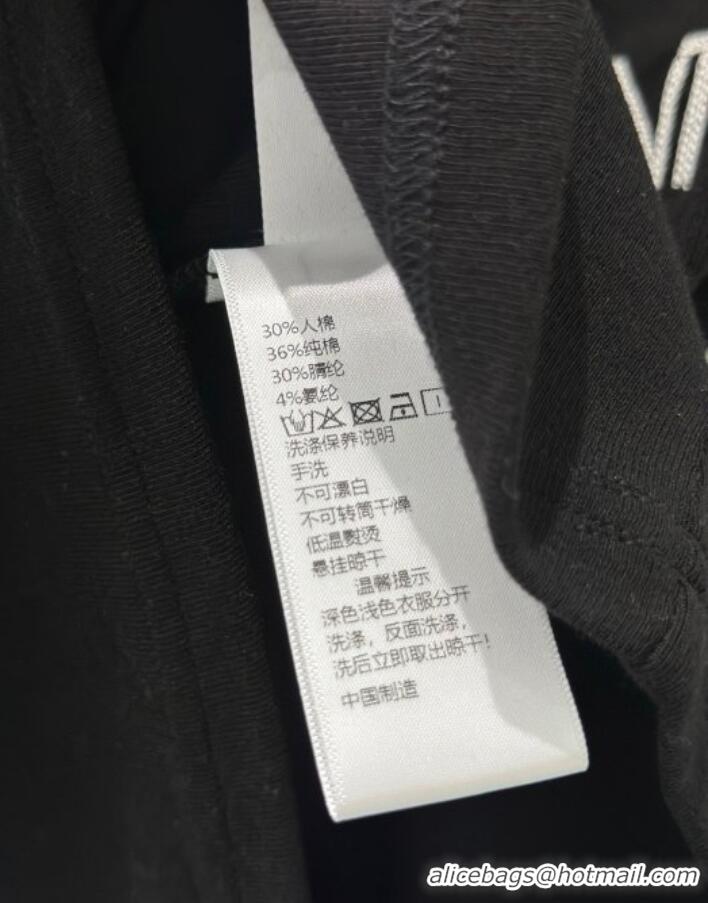 30%人棉
36%纯棉
30%腈纶
4%氨纶
洗涤保养说明
手洗
不可漂白
不可转筒干燥
低温熨烫
悬挂晾干
温馨提示
深色浅色衣服分开
洗涤，反面洗涤，
洗后立即取出晾干!
中国制造
alicebags@hotmail.com